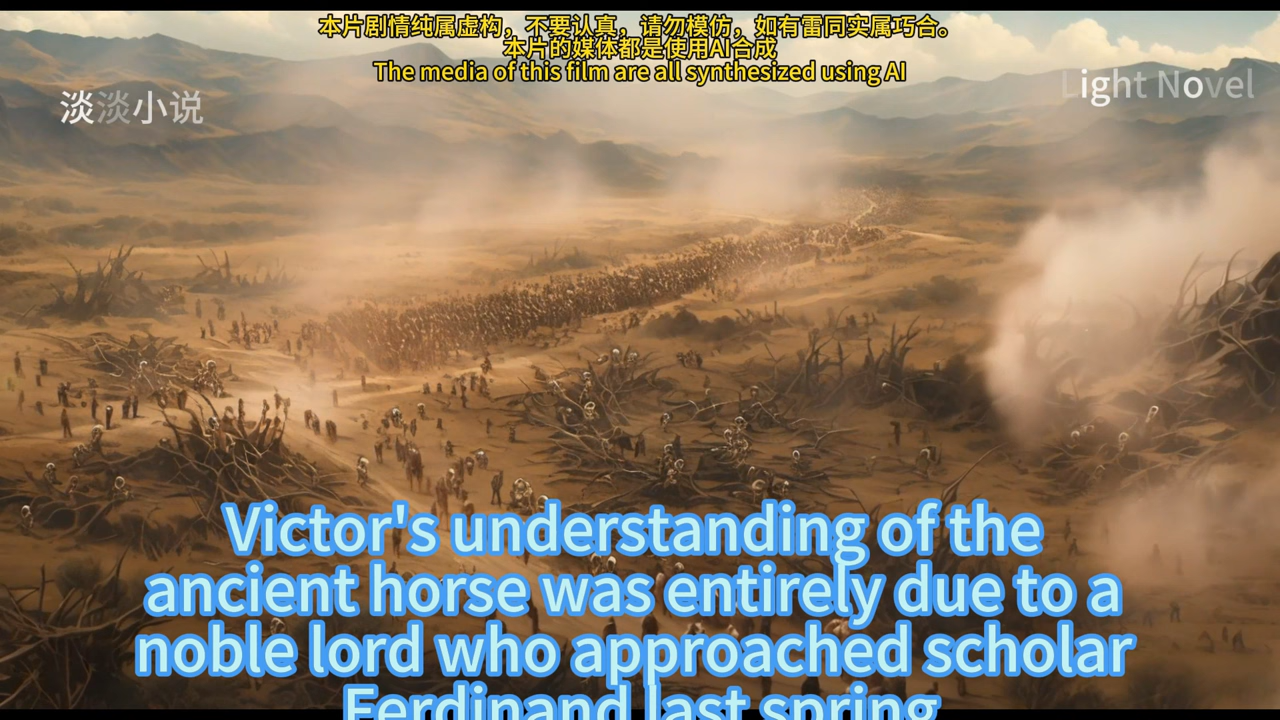 本片剧情纯属虚构，不要认真，请勿模仿，如有雷同实属巧合。
本片的媒体都是使用AI合成
The media of this film are all synthesized using AI
淡淡小说
Light Novel
Victor's understanding of the
ancient horse was entirely due to a
noble lord who approached scholar
Ferdinand last spring